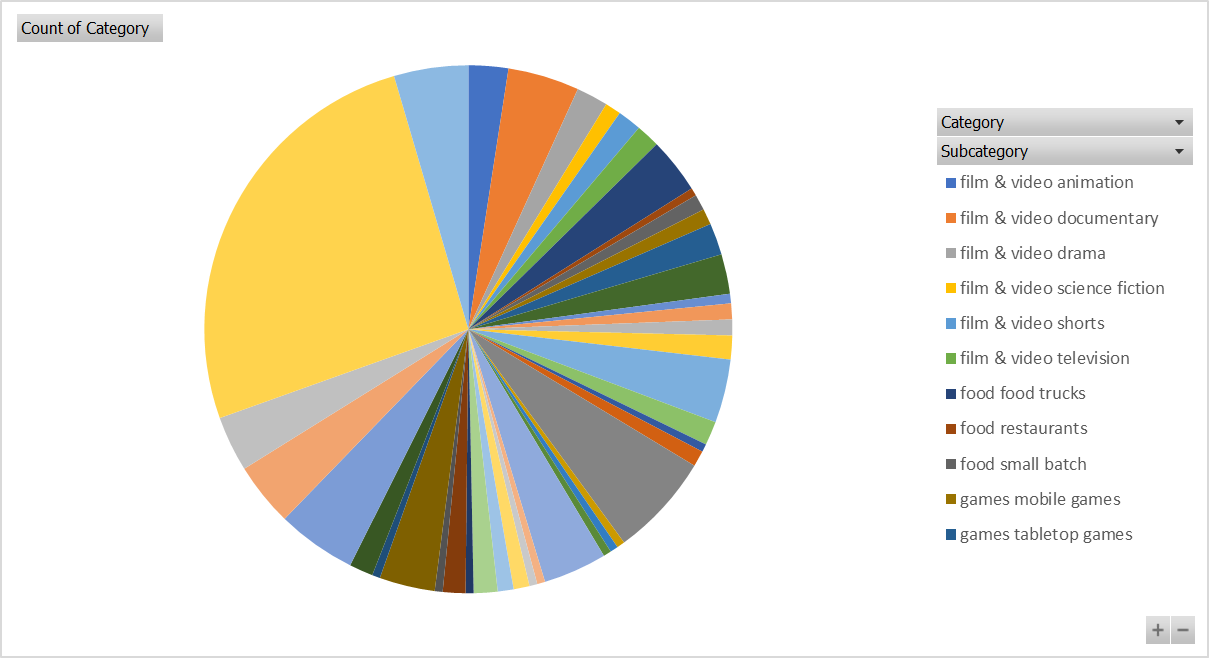 Count of Category
Category
Subcategory
film & video animation
film & video documentary
film & video drama
film & video science fiction
film & video shorts
film & video television
food food trucks
food restaurants
food small batch
games mobile games
games tabletop games